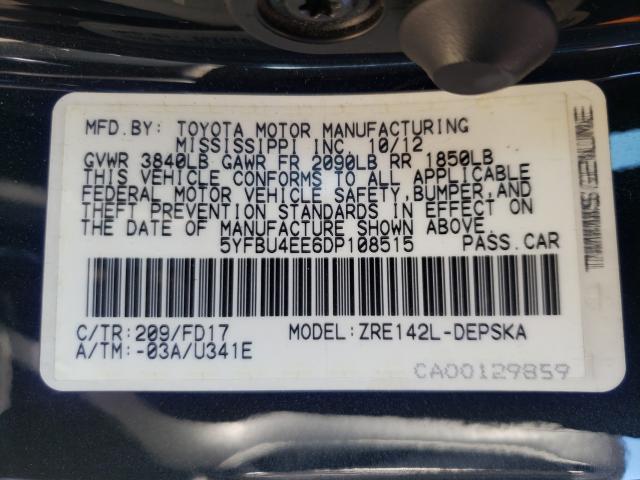 MFD.BY: TOYOTA MOTOR MANUFACTURING
MISSISSIPPI INC. 10/12
GVWR 3840LB GAWR FR 2090LB RR 1850LB
THIS VEHICLE CONFORMS TO ALL APPLICABLE
FEDERAL MOTOR VEHICLE SAFETY, BUMPER, AND
THEFT PREVENTION STANDARDS IN EFFECT ON
THE DATE OF MANUFACTURE SHOWN ABOVE.
5YFBU4EE6DP108515 PASS.CAR
C/TR:209/FD17 MODEL:ZRE142L-DEPSKA
A/TM:-03A/U341E
CA00129859